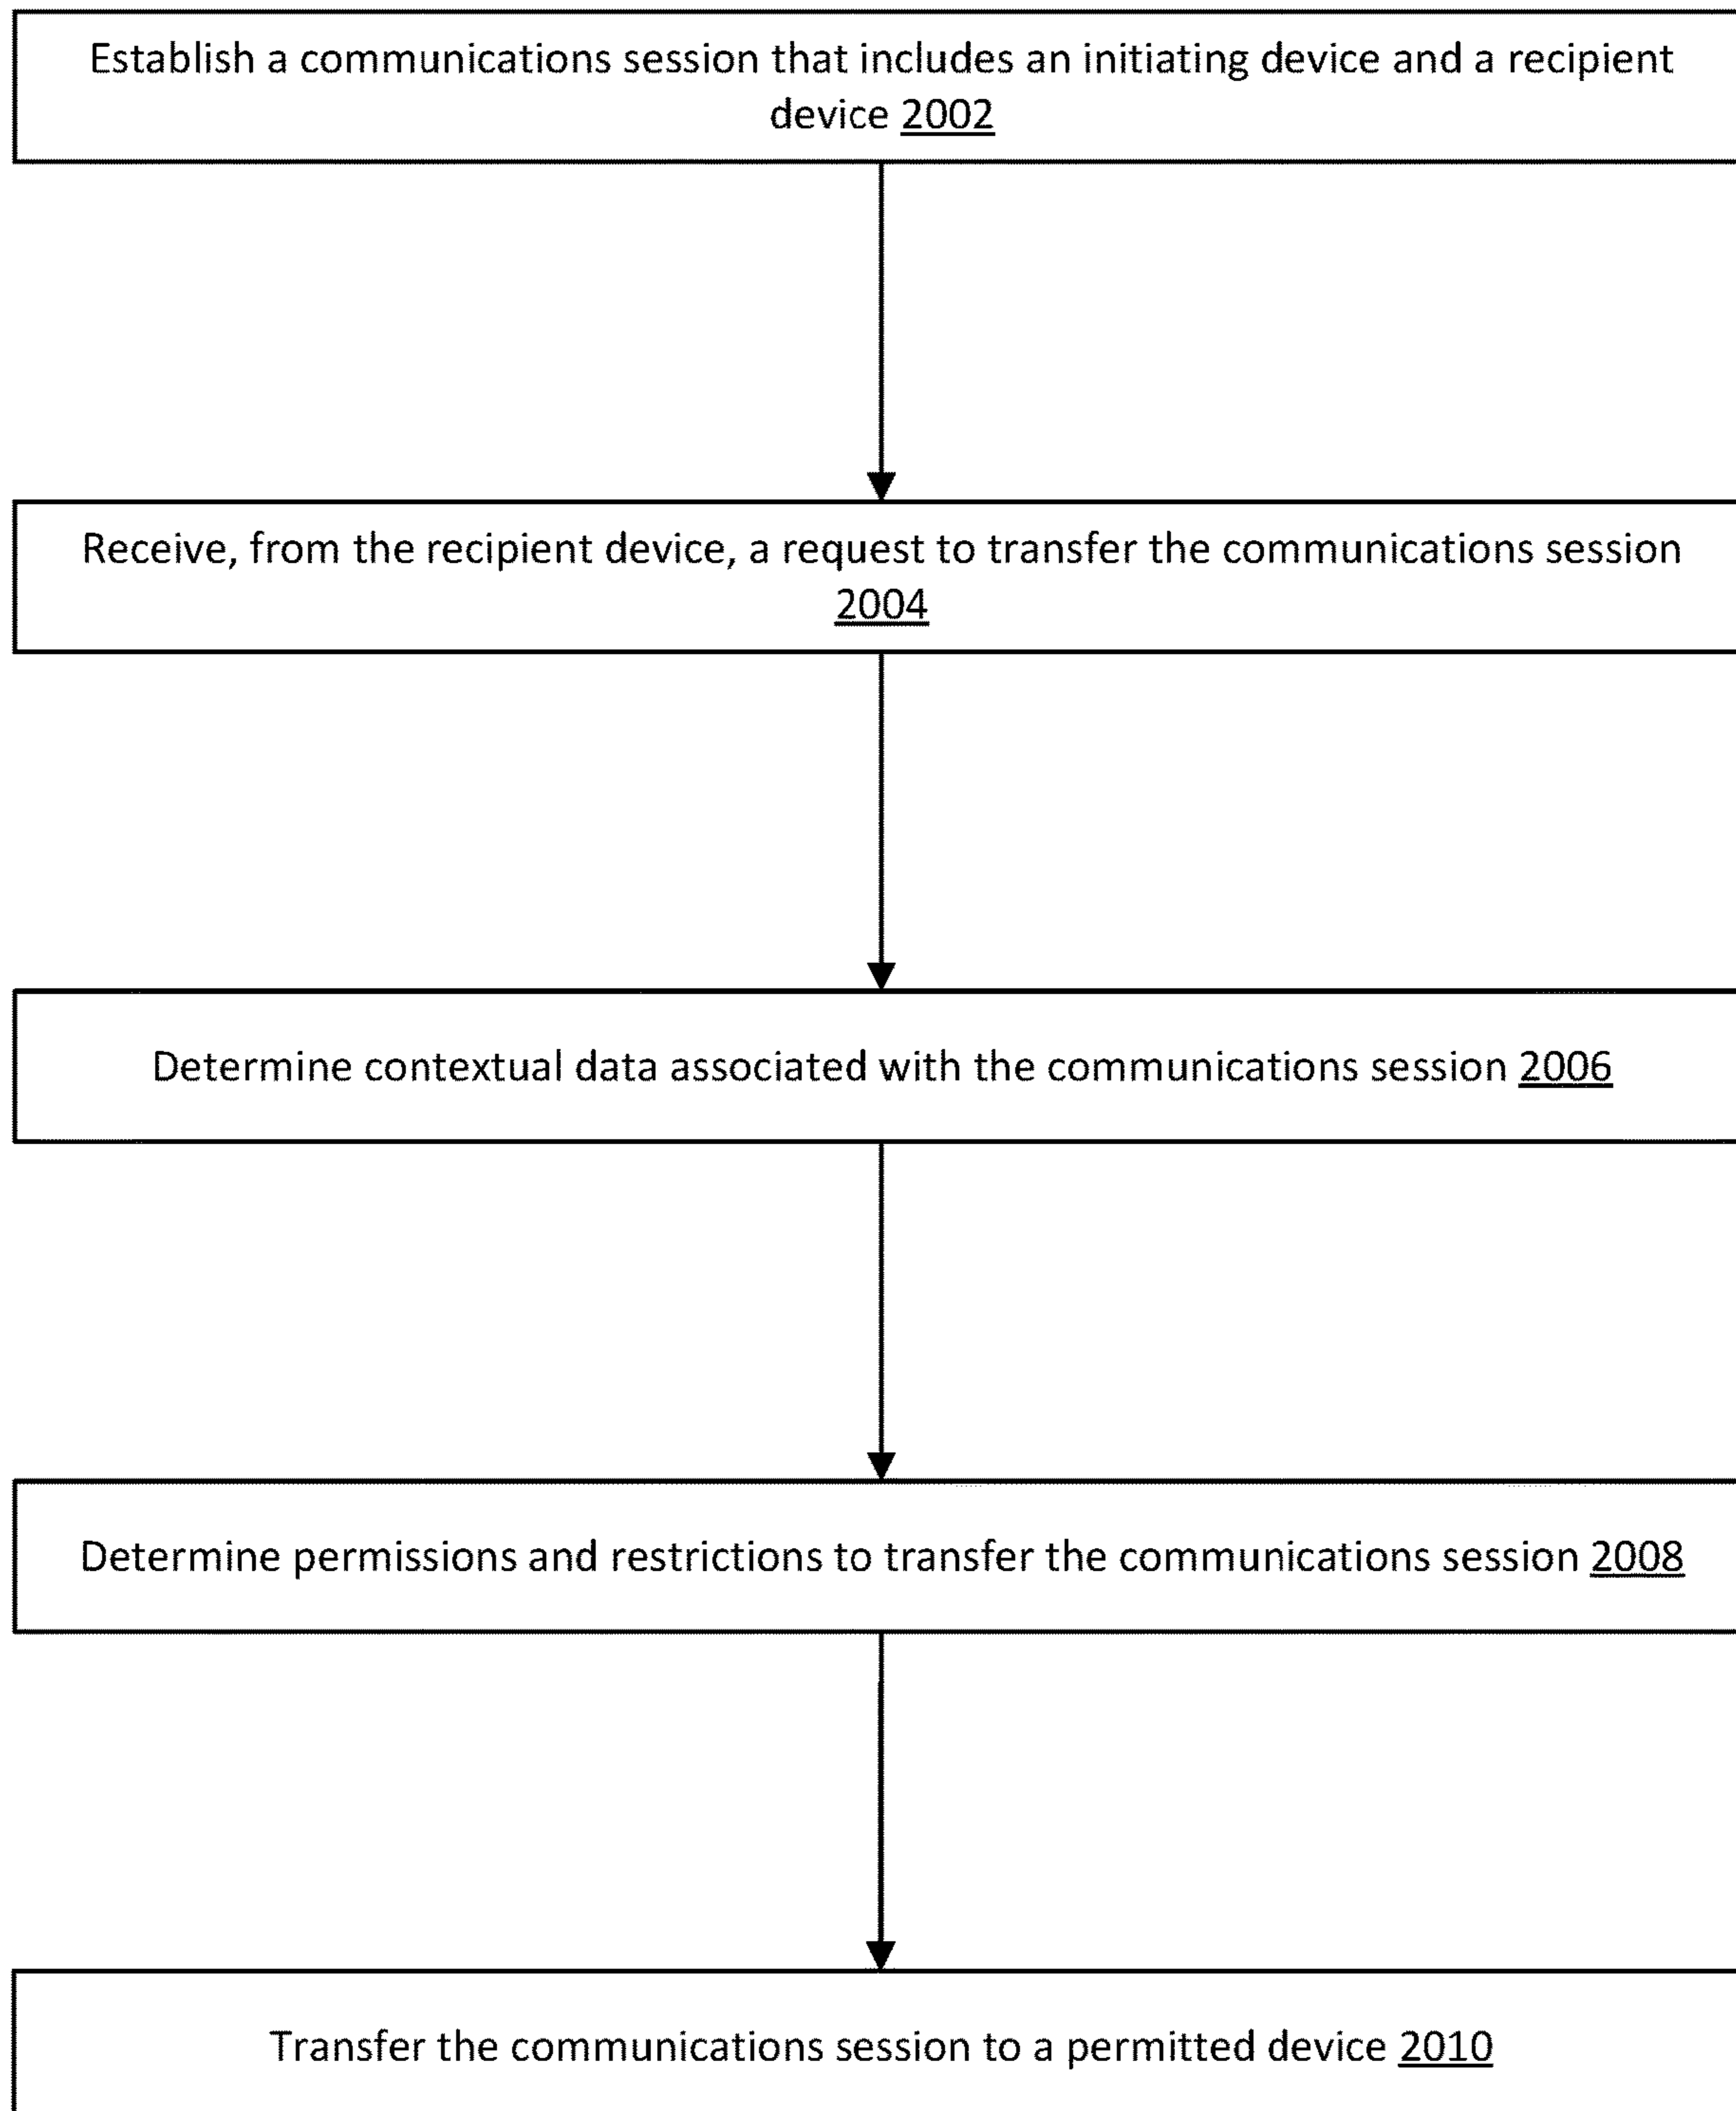 Establish a communications session that includes an initiating device and a recipient
device 2002
Receive, from the recipient device, a request to transfer the communications session
2004
Determine contextual data associated with the communications session 2006
Determine permissions and restrictions to transfer the communications session 2008
Transfer the communications session to a permitted device 2010